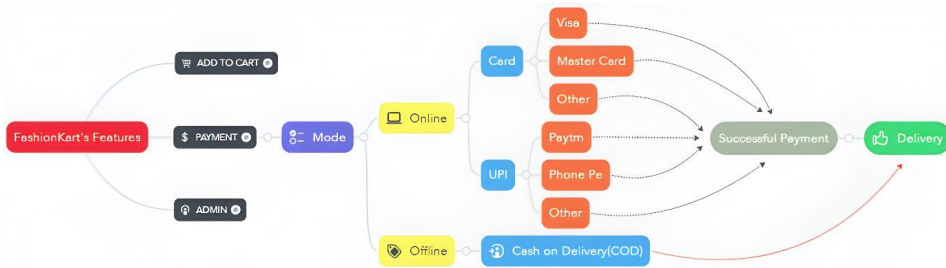 FashionKart's Features
ADD TO CART
$ PAYMENT
ADMIN
Mode
Online
Offline
Card
UPI
Visa
Master Card
Other
Paytm
Phone Pe
Other
Cash on Delivery(COD)
Successful Payment
Delivery